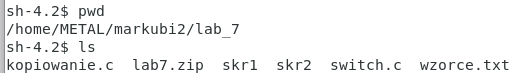 sh-4.2$ pwd
/home/METAL/markubi2/lab_7
sh-4.2$ ls
kopiowanie.c  lab7.zip  skr1  skr2  switch.c  wzorce.txt